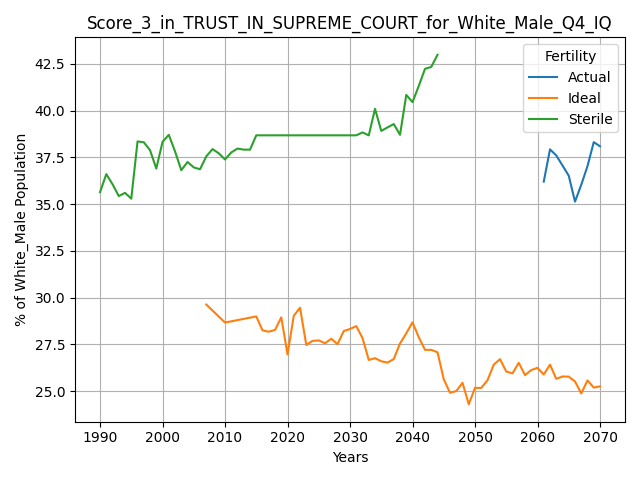 Score_3_in_TRUST_IN_SUPREME_COURT_for_White_Male_Q4_IQ
Fertility
Actual
Ideal
Sterile
% of White_Male Population
42.5
40.0
37.5
35.0
32.5
30.0
27.5
25.0
1990 2000 2010 2020 2030 2040 2050 2060 2070
Years